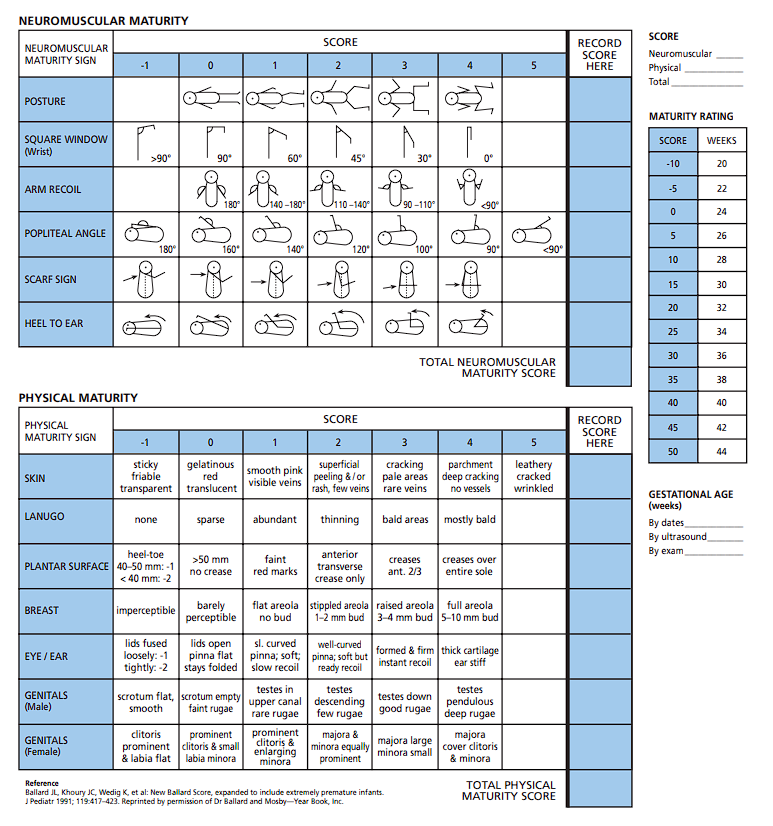 NEUROMUSCULAR MATURITY
NEUROMUSCULAR
MATURITY SIGN
SCORE
RECORD
SCORE
HERE
-1 0 1 2 3 4 5
POSTURE
SQUARE WINDOW
(Wrist)
>90° 90° 60° 45° 30° 0°
ARM RECOIL
180° 140 –180° 110 –140° 90 –110° <90°
POPLITEAL ANGLE
180° 160° 140° 120° 100° 90° <90°
SCARF SIGN
HEEL TO EAR
TOTAL NEUROMUSCULAR
MATURITY SCORE
PHYSICAL MATURITY
PHYSICAL
MATURITY SIGN
SCORE
RECORD
SCORE
HERE
-1 0 1 2 3 4 5
SKIN
sticky
friable
transparent
gelatinous
red
translucent
smooth pink
visible veins
superficial
peeling &/or
rash, few veins
cracking
pale areas
rare veins
parchment
deep cracking
no vessels
leathery
cracked
wrinkled
LANUGO
none
sparse
abundant
thinning
bald areas
mostly bald
PLANTAR SURFACE
heel-toe
40–50 mm: -1
< 40 mm: -2
>50 mm
no crease
faint
red marks
anterior
transverse
crease only
creases
ant. 2/3
creases over
entire sole
BREAST
imperceptible
barely
perceptible
flat areola
no bud
stippled areola
1–2 mm bud
raised areola
3–4 mm bud
full areola
5–10 mm bud
EYE / EAR
lids fused
loosely: -1
tightly: -2
lids open
pinna flat
stays folded
sl. curved
pinna; soft;
slow recoil
well-curved
pinna; soft but
ready recoil
formed & firm
instant recoil
thick cartilage
ear stiff
GENITALS
(Male)
scrotum flat,
smooth
scrotum empty
faint rugae
testes in
upper canal
rare rugae
testes
descending
few rugae
testes down
good rugae
testes
pendulous
deep rugae
GENITALS
(Female)
clitoris
prominent
& labia flat
prominent
clitoris & small
labia minora
prominent
clitoris &
enlarging
minora
majora &
minora equally
prominent
majora large
minora small
majora
cover clitoris
& minora
TOTAL PHYSICAL
MATURITY SCORE
Reference
Ballard JL, Khoury JC, Wedig K, et al: New Ballard Score, expanded to include extremely premature infants.
J Pediatr 1991; 119:417–423. Reprinted by permission of Dr Ballard and Mosby—Year Book, Inc.
SCORE
Neuromuscular ______
Physical ____________
Total _______________
MATURITY RATING
SCORE WEEKS
-10 20
-5 22
0 24
5 26
10 28
15 30
20 32
25 34
30 36
35 38
40 40
45 42
50 44
GESTATIONAL AGE
(weeks)
By dates____________
By ultrasound_______
By exam____________